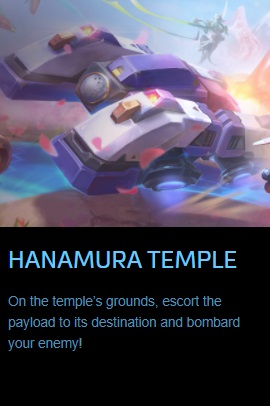 HANAMURA TEMPLE
On the temple's grounds, escort the
payload to its destination and bombard
your enemy!